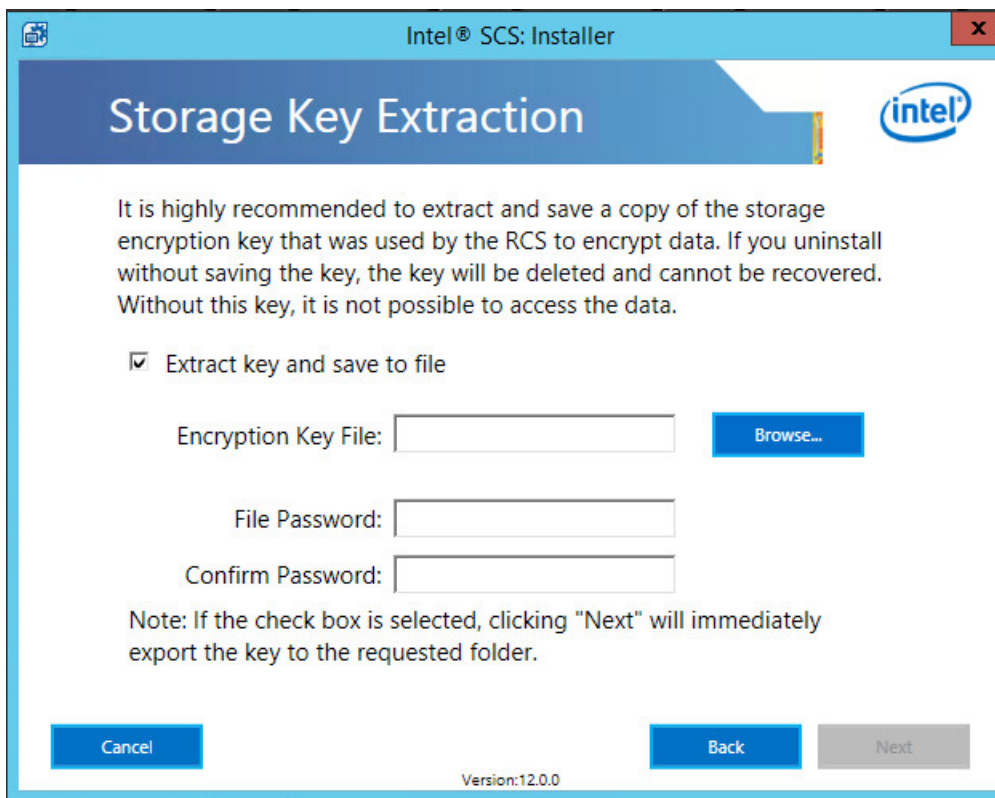 Intel® SCS: Installer
x
Storage Key Extraction
intel®
It is highly recommended to extract and save a copy of the storage
encryption key that was used by the RCS to encrypt data. If you uninstall
without saving the key, the key will be deleted and cannot be recovered.
Without this key, it is not possible to access the data.
Extract key and save to file
Encryption Key File:
Browse...
File Password:
Confirm Password:
Note: If the check box is selected, clicking "Next" will immediately
export the key to the requested folder.
Cancel
Back
Next
Version:12.0.0